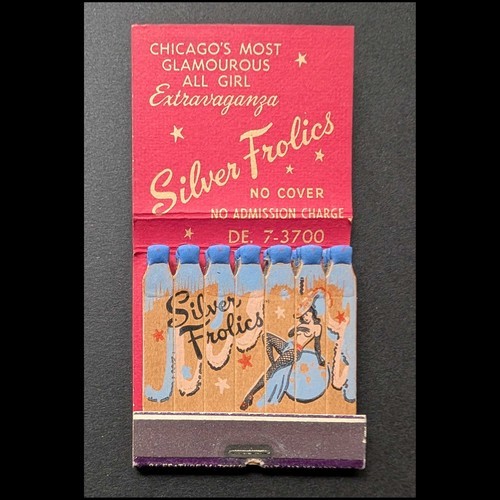 CHICAGO'S MOST
GLAMOUROUS
ALL GIRL
Extravaganza
Silver Frolics
NO COVER
NO ADMISSION CHARGE
DE. 7-3700
Silver
Frolics